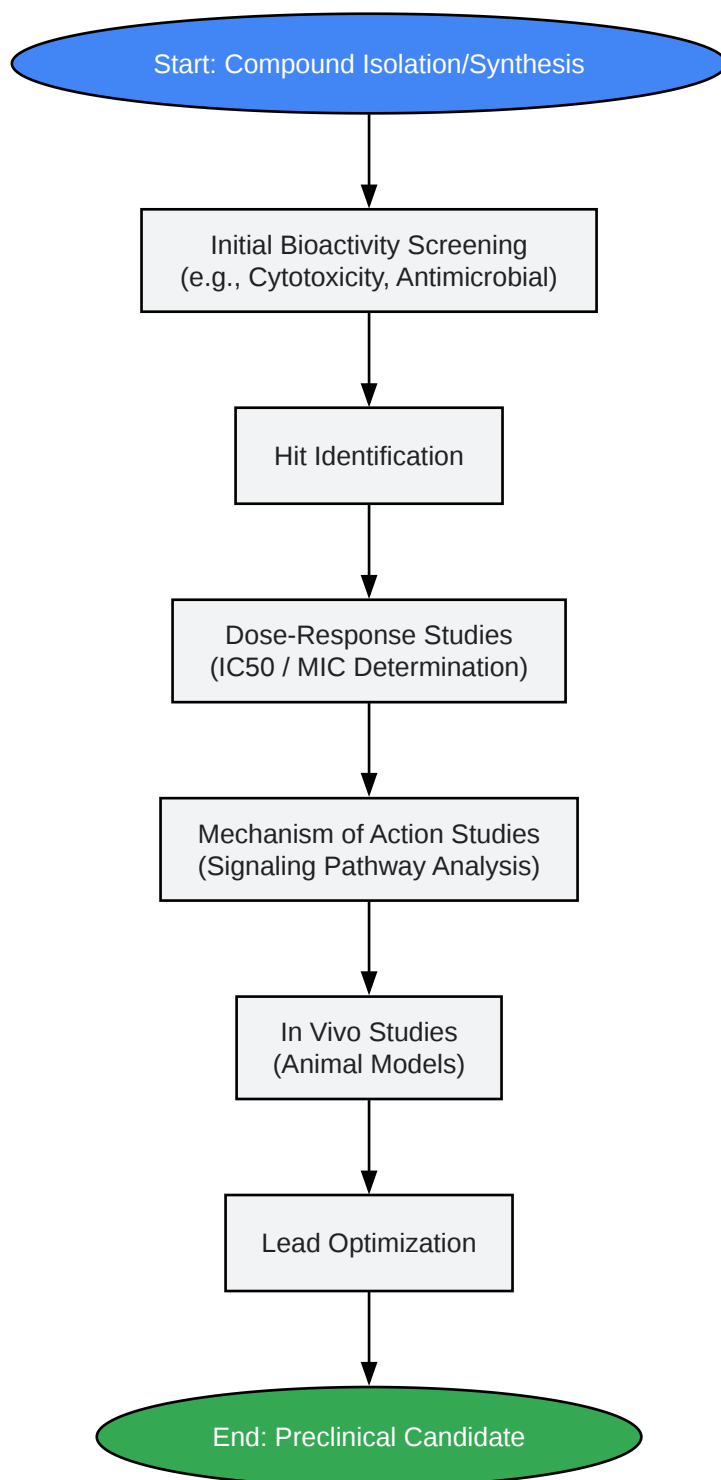 Start: Compound Isolation/Synthesis
Initial Bioactivity Screening
(e.g., Cytotoxicity, Antimicrobial)
Hit Identification
Dose-Response Studies
(IC50 / MIC Determination)
Mechanism of Action Studies
(Signaling Pathway Analysis)
In Vivo Studies
(Animal Models)
Lead Optimization
End: Preclinical Candidate